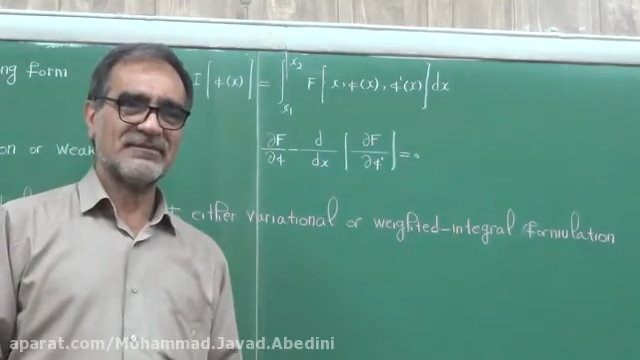 ng form I[φ(x)] = ∫_{x₁}^{x₂} F[x, φ(x), φ'(x)]dx
on or weak ∂F/∂φ - d/dx [∂F/∂φ'] = 0
either variational or weighted-integral formulation
aparat.com/Mohammad.Javad.Abedini